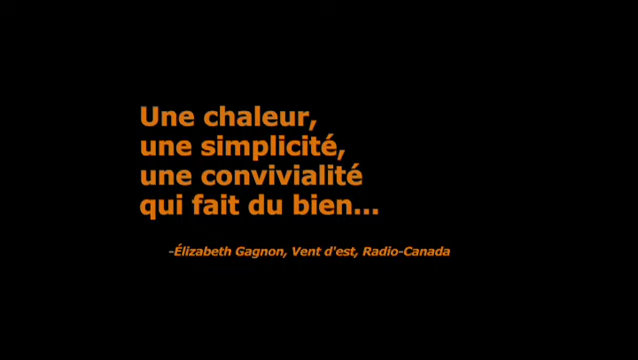 Une chaleur,
une simplicité,
une convivialité
qui fait du bien...
-Élizabeth Gagnon, Vent d'est, Radio-Canada